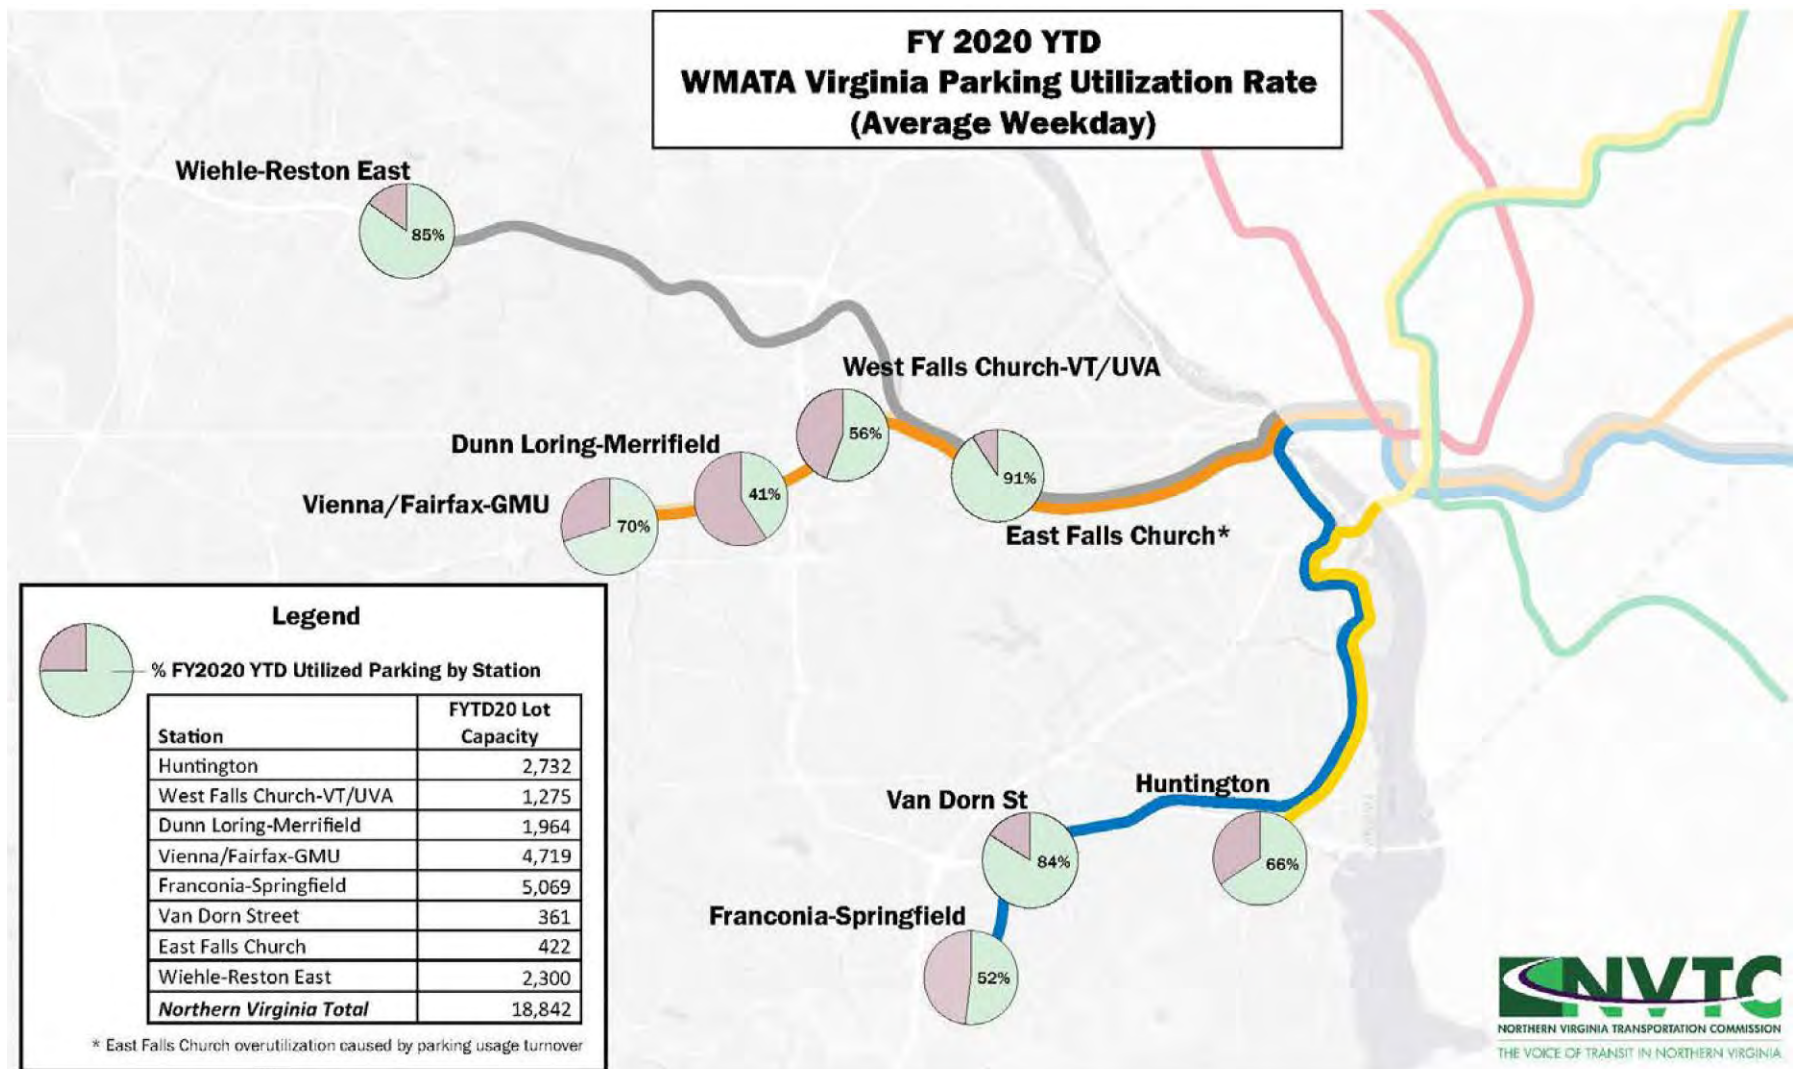 FY 2020 YTD
WMATA Virginia Parking Utilization Rate
(Average Weekday)
Wiehle-Reston East
85%
West Falls Church-VT/UVA
56%
Dunn Loring-Merrifield
41%
Vienna/Fairfax-GMU
70%
91%
East Falls Church*
Legend
% FY2020 YTD Utilized Parking by Station
Station FYTD20 Lot Capacity
Huntington 2,732
West Falls Church-VT/UVA 1,275
Dunn Loring-Merrifield 1,964
Vienna/Fairfax-GMU 4,719
Franconia-Springfield 5,069
Van Dorn Street 361
East Falls Church 422
Wiehle-Reston East 2,300
Northern Virginia Total 18,842
* East Falls Church overutilization caused by parking usage turnover
Huntington
66%
Van Dorn St
84%
Franconia-Springfield
52%
NVTC
NORTHERN VIRGINIA TRANSPORTATION COMMISSION
THE VOICE OF TRANSIT IN NORTHERN VIRGINIA